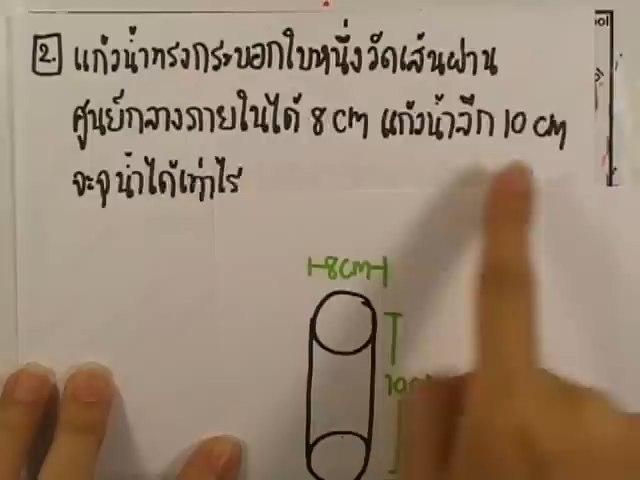 2. แก้วน้ำทรงกระบอกใบหนึ่งวัดเส้นผ่าน
ศูนย์กลางภายในได้ 8 cm แก้วน้ำลึก 10 cm
จะจุน้ำได้เท่าไร
8cm